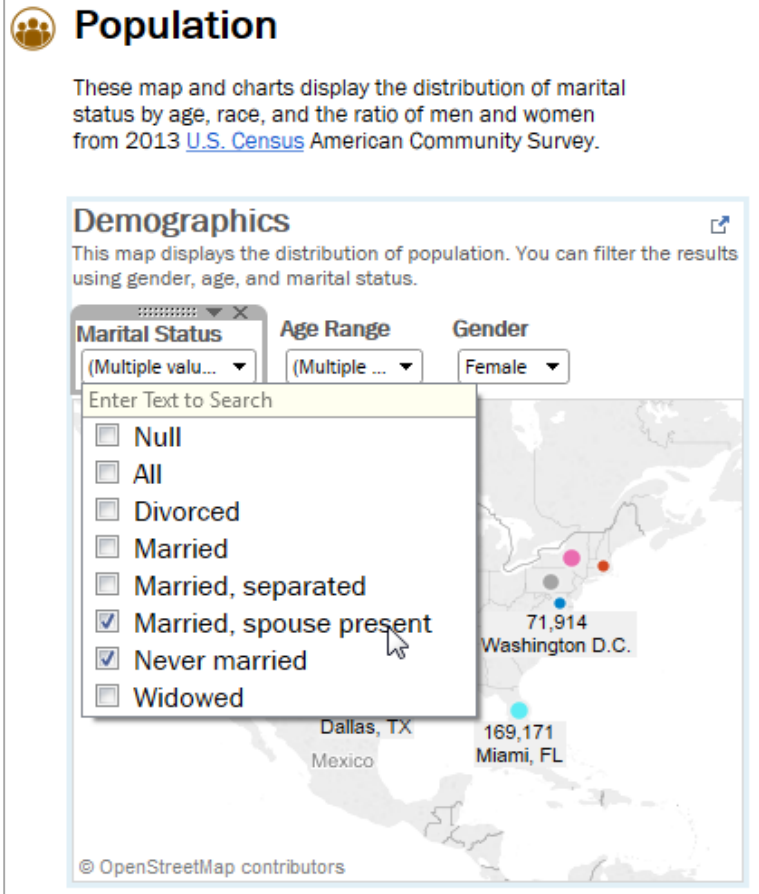 Population
These map and charts display the distribution of marital
status by age, race, and the ratio of men and women
from 2013 U.S. Census American Community Survey.
Demographics
This map displays the distribution of population. You can filter the results
using gender, age, and marital status.
Marital Status
Age Range
Gender
(Multiple valu...
(Multiple ...
Female
Enter Text to Search
Null
All
Divorced
Married
Married, separated
Married, spouse present
Never married
Widowed
71,914
Washington D.C.
Dallas, TX
169,171
Miami, FL
Mexico
© OpenStreetMap contributors